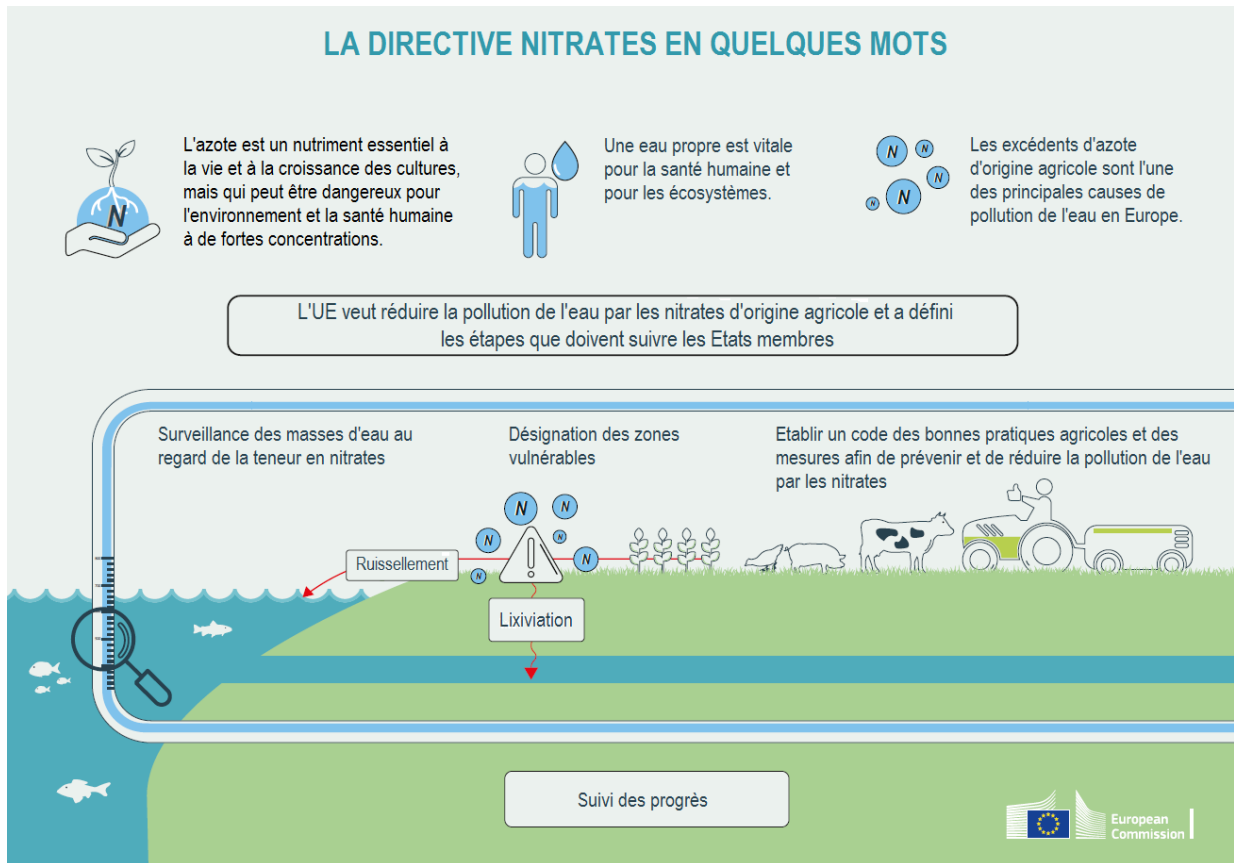 LA DIRECTIVE NITRATES EN QUELQUES MOTS
L'azote est un nutriment essentiel à
la vie et à la croissance des cultures,
mais qui peut être dangereux pour
l'environnement et la santé humaine
à de fortes concentrations.
N
Une eau propre est vitale
pour la santé humaine et
pour les écosystèmes.
N
N
N
N
N
Les excédents d'azote
d'origine agricole sont l'une
des principales causes de
pollution de l'eau en Europe.
L'UE veut réduire la pollution de l'eau par les nitrates d'origine agricole et a défini
les étapes que doivent suivre les Etats membres
Surveillance des masses d'eau au
regard de la teneur en nitrates
Désignation des zones
vulnérables
Etablir un code des bonnes pratiques agricoles et des
mesures afin de prévenir et de réduire la pollution de l'eau
par les nitrates
N
N
N
N
N
N
Ruissellement
Lixiviation
Suivi des progrès
European
Commission